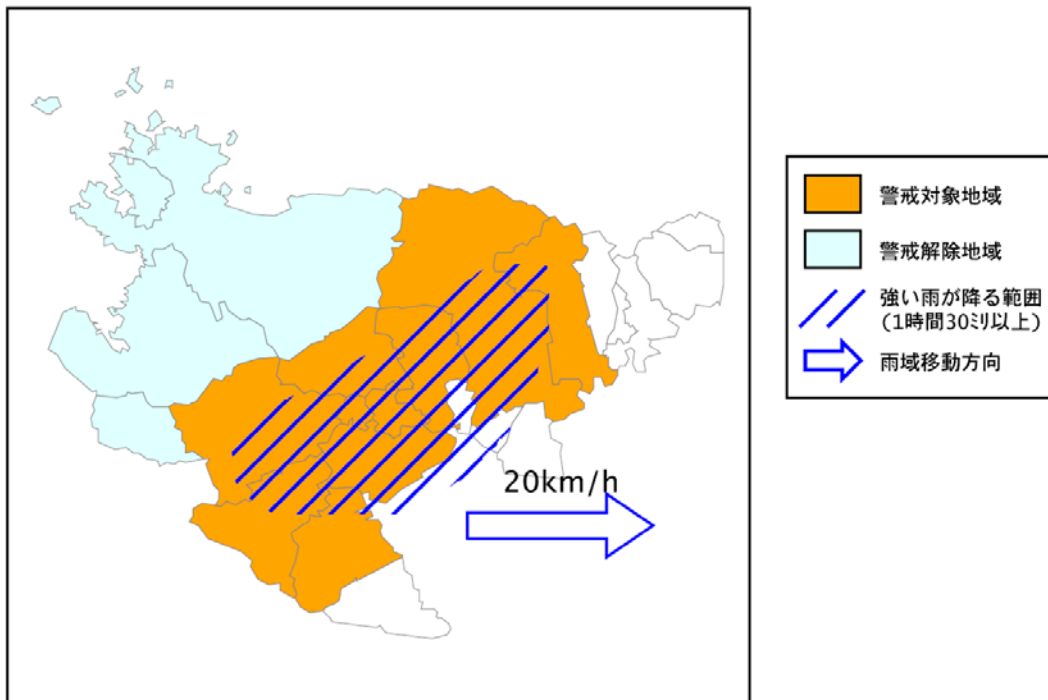 警戒対象地域
警戒解除地域
強い雨が降る範囲
(1時間30ミリ以上)
雨域移動方向
20km/h